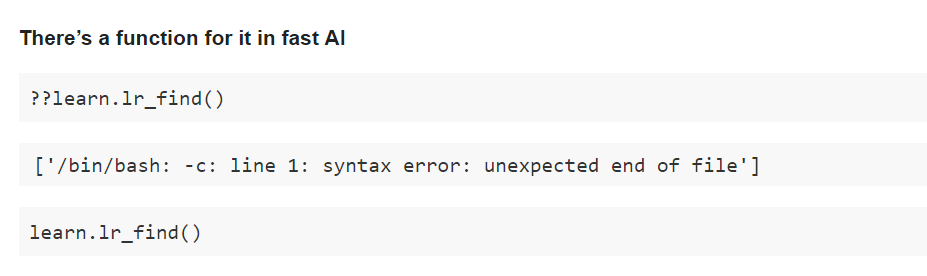 There’s a function for it in fast AI
??learn.lr_find()
['/bin/bash: -c: line 1: syntax error: unexpected end of file']
learn.lr_find()